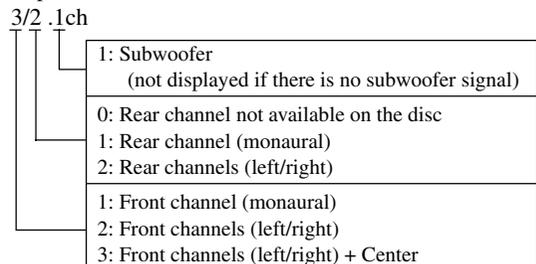 3/2 .1ch
1: Subwoofer
(not displayed if there is no subwoofer signal)
0: Rear channel not available on the disc
1: Rear channel (monaural)
2: Rear channels (left/right)
1: Front channel (monaural)
2: Front channels (left/right)
3: Front channels (left/right) + Center